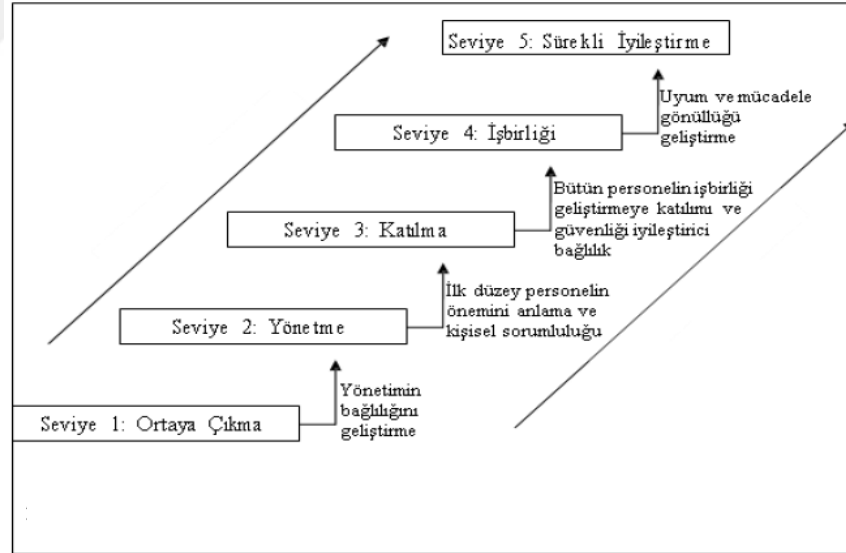 Seviye 5: Sürekli İyileştirme
Uyum ve mücadele
gönüllüğü
geliştirme
Seviye 4: İşbirliği
Bütün personelin işbirliği
geliştirmeye katılımı ve
güvenliği iyileştirici
bağlılık
Seviye 3: Katılma
İlk düzey personelin
önemini anlama ve
kişisel sorumluluğu
Seviye 2: Yönetme
Yönetimin
bağlılığını
geliştirme
Seviye 1: Ortaya Çıkma